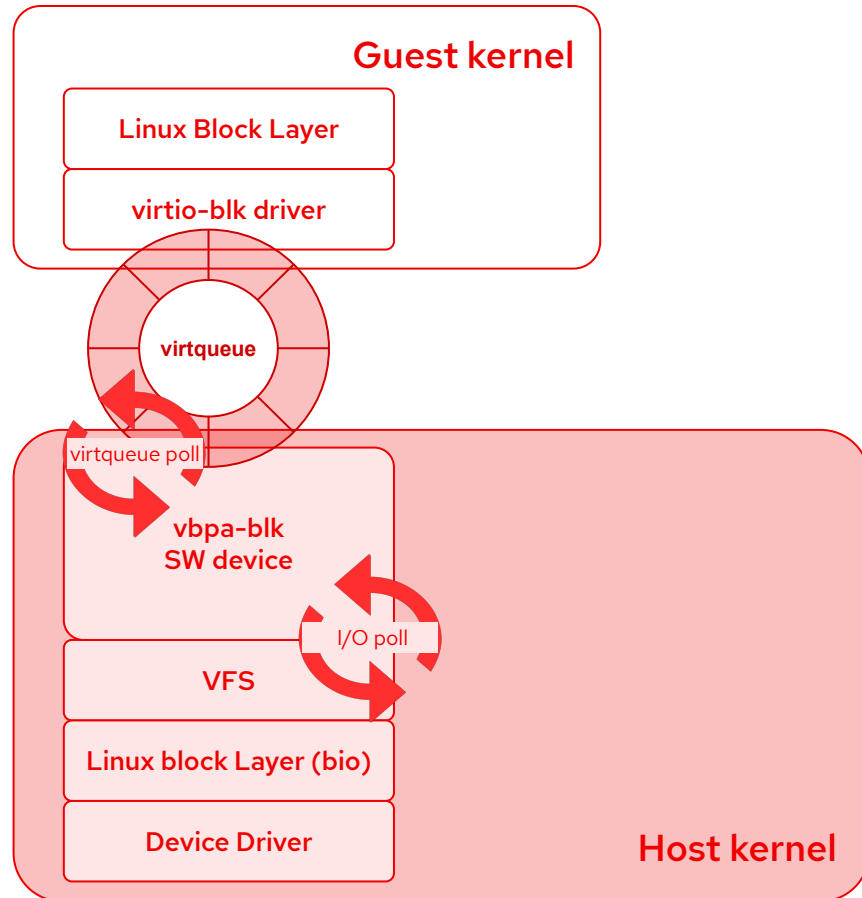 Guest kernel
Linux Block Layer
virtio-blk driver
virtqueue
virtqueue poll
vbpa-blk
SW device
I/O poll
VFS
Linux block Layer (bio)
Device Driver
Host kernel